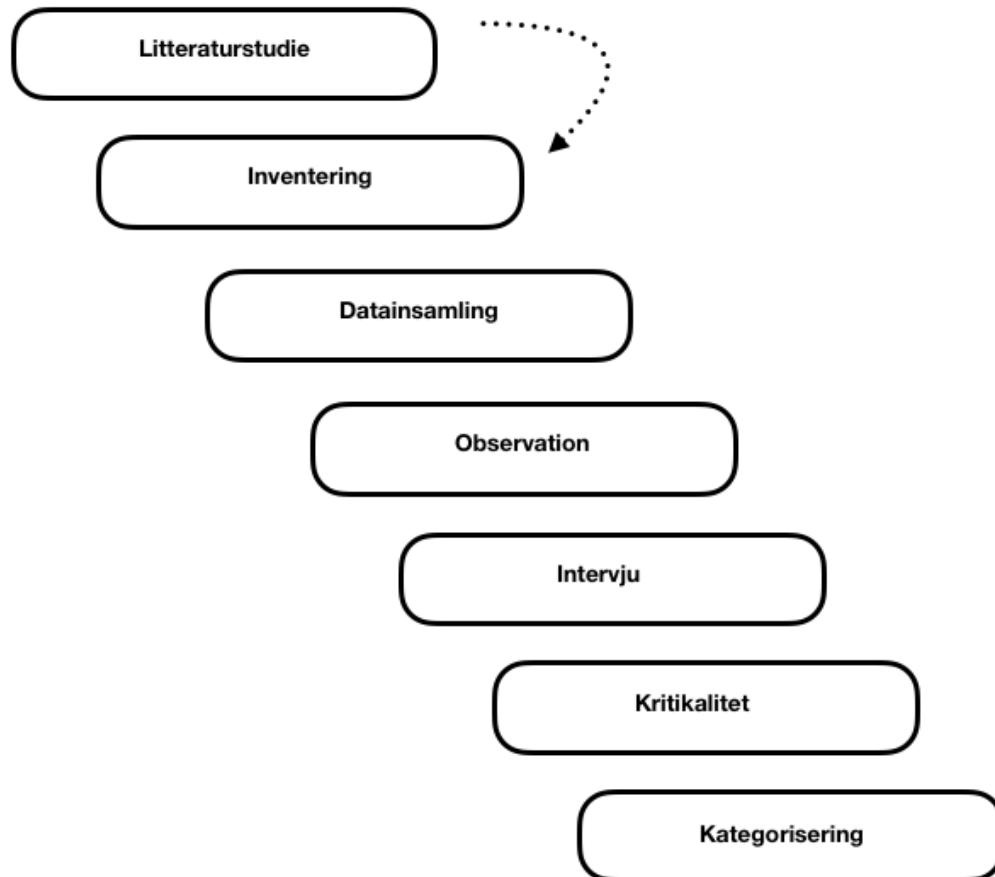 Litteraturstudie
Inventering
Datainsamling
Observation
Intervju
Kritikalitet
Kategorisering